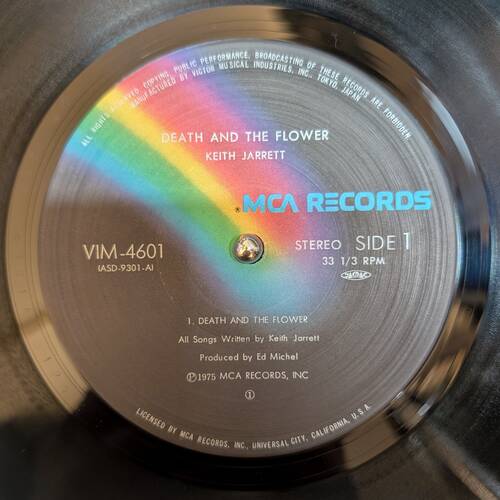 ALL RIGHTS RESERVED. COPYING, PUBLIC PERFORMANCE, BROADCASTING OF THESE RECORDS ARE FORBIDDEN.
MANUFACTURED BY VICTOR MUSICAL INDUSTRIES, INC., TOKYO, JAPAN
DEATH AND THE FLOWER
KEITH JARRETT
®MCA RECORDS
VIM-4601
(ASD-9301-A)
STEREO SIDE 1
33 1/3 RPM
1. DEATH AND THE FLOWER
All Songs Written by Keith Jarrett
Produced by Ed Michel
Ⓟ1975 MCA RECORDS, INC
①
LICENSED BY MCA RECORDS, INC., UNIVERSAL CITY, CALIFORNIA, U.S.A.